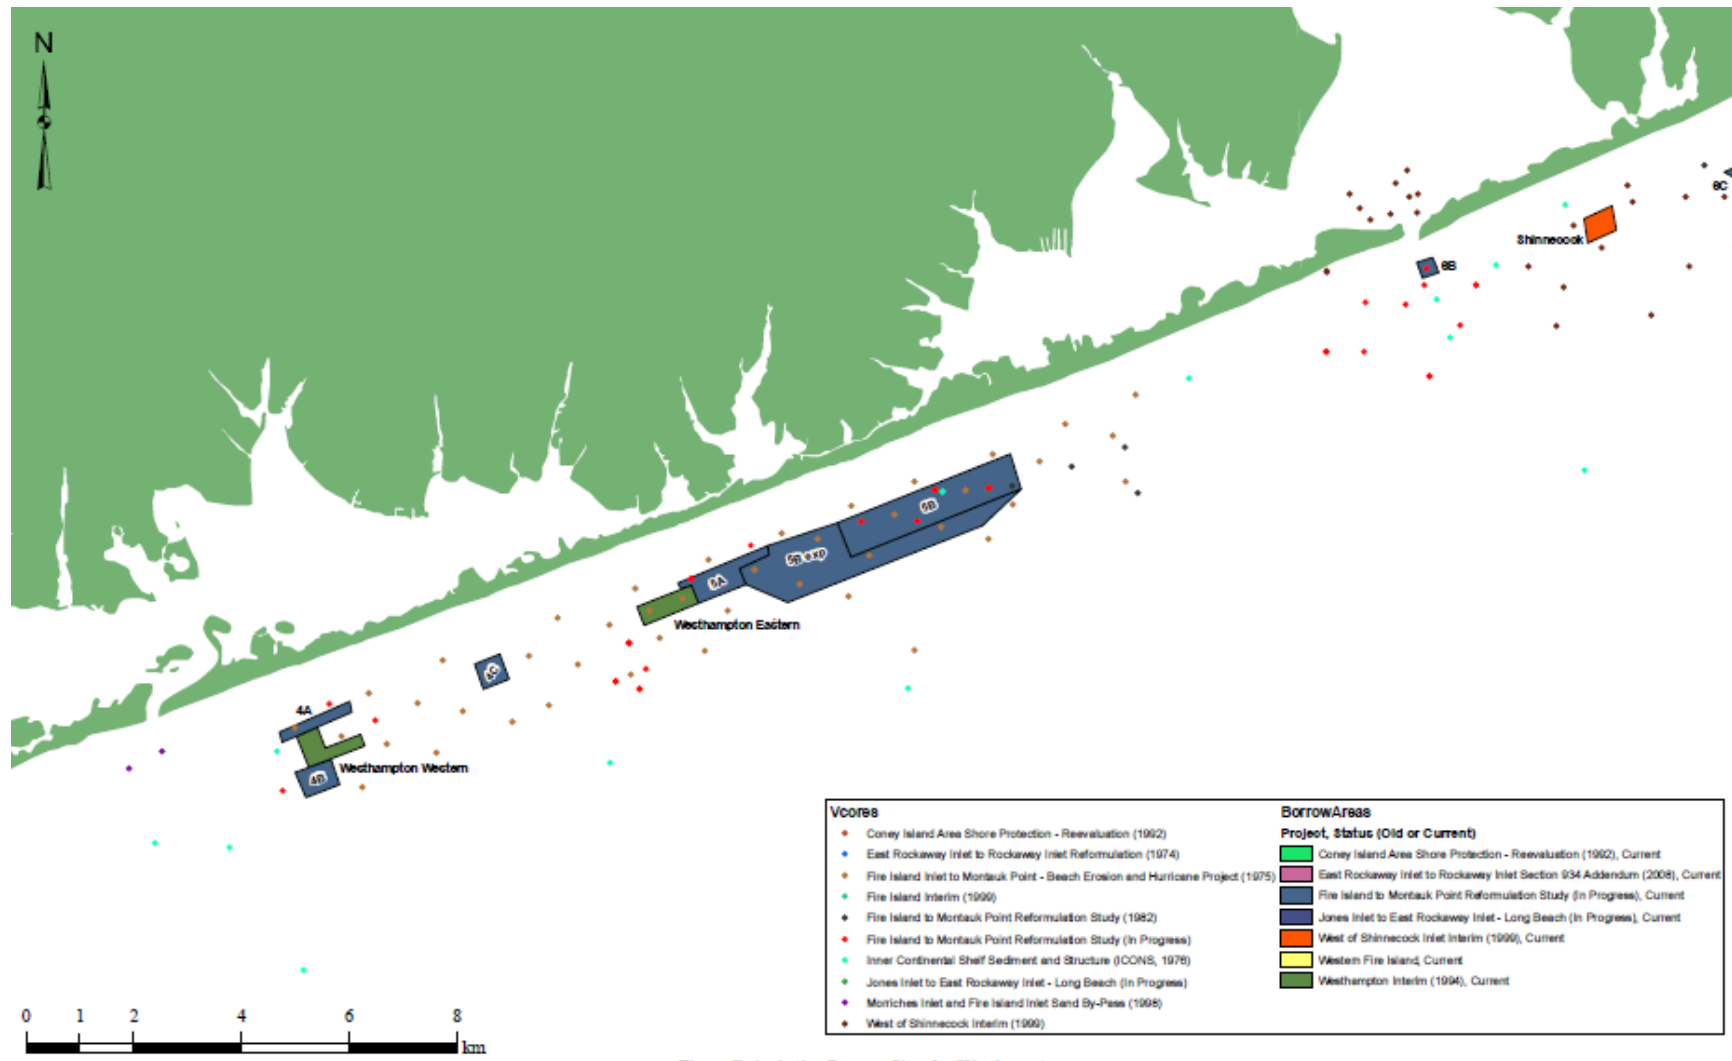 N
6C
Shinnecock
6B
5B
5B exp
5A
Westhampton Eastern
4C
4A
Westhampton Western
4B
Vcores
Coney Island Area Shore Protection - Reevaluation (1992)
East Rockaway Inlet to Rockaway Inlet Reformulation (1974)
Fire Island Inlet to Montauk Point - Beach Erosion and Hurricane Project (1975)
Fire Island Interim (1999)
Fire Island to Montauk Point Reformulation Study (1982)
Fire Island to Montauk Point Reformulation Study (In Progress)
Inner Continental Shelf Sediment and Structure (ICONS, 1976)
Jones Inlet to East Rockaway Inlet - Long Beach (In Progress)
Morriches Inlet and Fire Island Inlet Sand By-Pass (1998)
West of Shinnecock Interim (1999)
BorrowAreas
Project, Status (Old or Current)
Coney Island Area Shore Protection - Reevaluation (1992), Current
East Rockaway Inlet to Rockaway Inlet Section 934 Addendum (2008), Current
Fire Island to Montauk Point Reformulation Study (In Progress), Current
Jones Inlet to East Rockaway Inlet - Long Beach (In Progress), Current
West of Shinnecock Inlet Interim (1999), Current
Western Fire Island, Current
Westhampton Interim (1994), Current
0 1 2 4 6 8
km